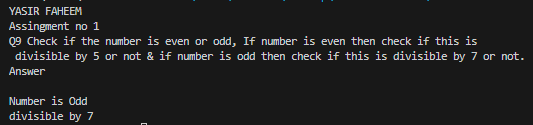 YASIR FAHEEM
Assingment no 1
Q9 Check if the number is even or odd, If number is even then check if this is
divisible by 5 or not & if number is odd then check if this is divisible by 7 or not.
Answer
Number is Odd
divisible by 7